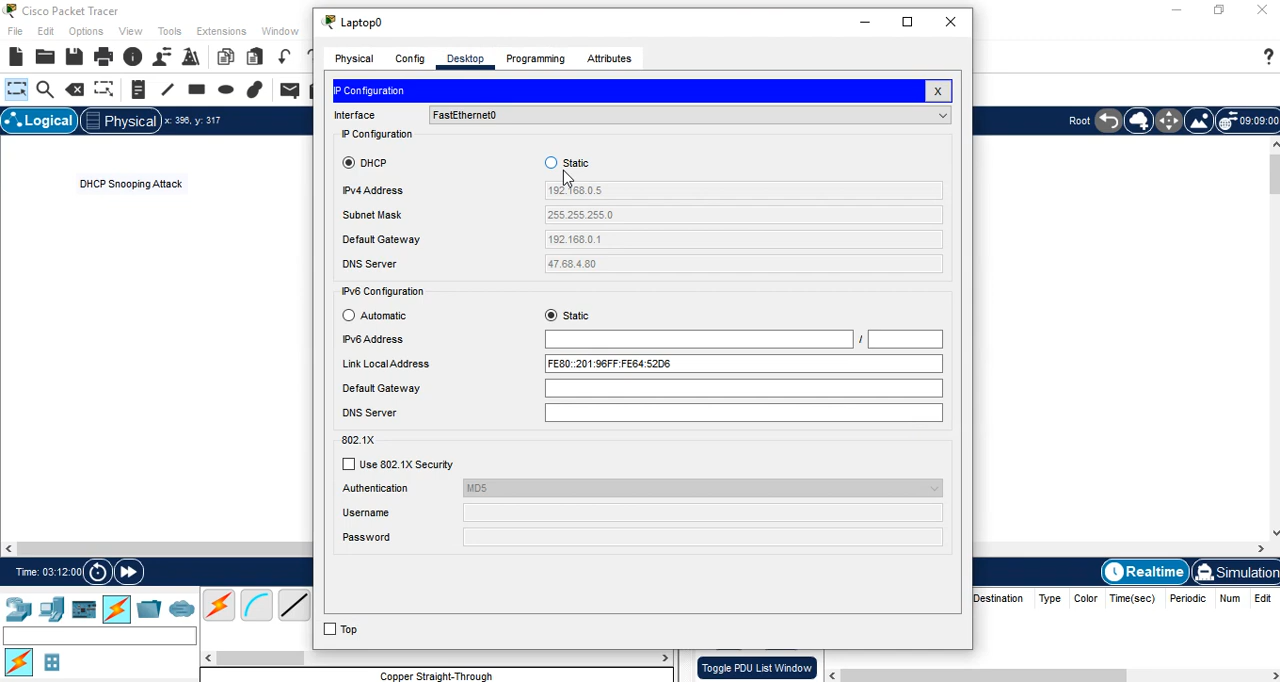 Cisco Packet Tracer
File Edit Options View Tools Extensions Window
?
Logical Physical x: 396, y: 317
Root 09:09:00
DHCP Snooping Attack
Laptop0
Physical Config Desktop Programming Attributes
IP Configuration X
Interface FastEthernet0
IP Configuration
DHCP Static
IPv4 Address 192.168.0.5
Subnet Mask 255.255.255.0
Default Gateway 192.168.0.1
DNS Server 47.68.4.80
IPv6 Configuration
Automatic Static
IPv6 Address /
Link Local Address FE80::201:96FF:FE64:52D6
Default Gateway
DNS Server
802.1X
Use 802.1X Security
Authentication MD5
Username
Password
Top
Time: 03:12:00
Realtime Simulation
Destination Type Color Time(sec) Periodic Num Edit
Toggle PDU List Window
Copper Straight-Through